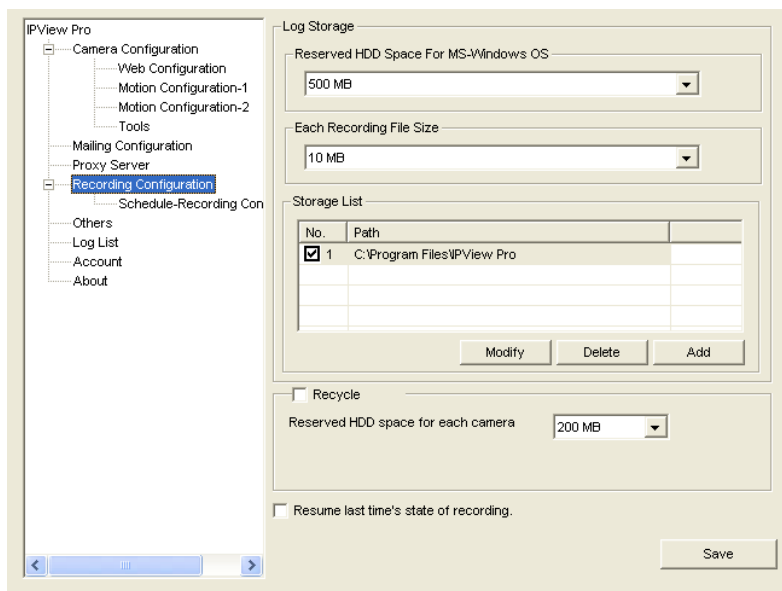 IPView Pro
Camera Configuration
Web Configuration
Motion Configuration-1
Motion Configuration-2
Tools
Mailing Configuration
Proxy Server
Recording Configuration
Schedule-Recording Con
Others
Log List
Account
About
Log Storage
Reserved HDD Space For MS-Windows OS
500 MB
Each Recording File Size
10 MB
Storage List
No. Path
1 C:\Program Files\IPView Pro
Modify Delete Add
Recycle
Reserved HDD space for each camera 200 MB
Resume last time's state of recording.
Save